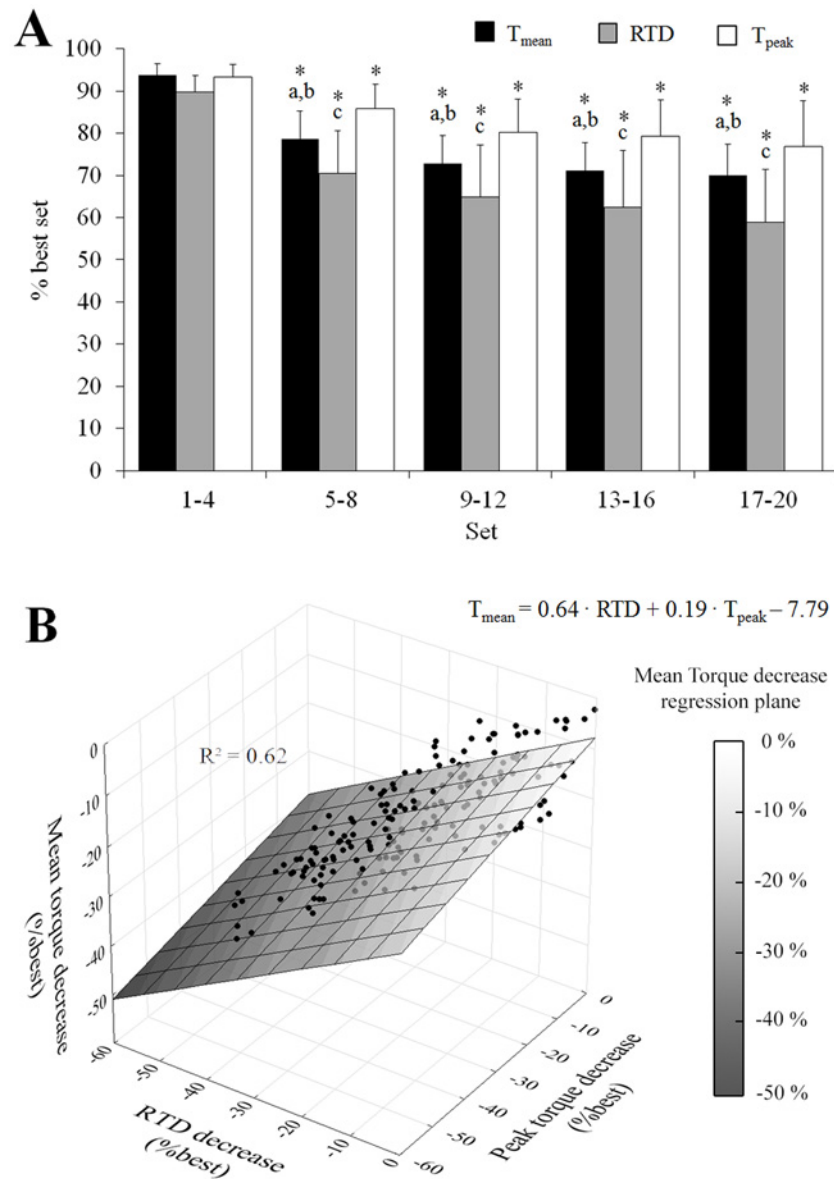 A
T_mean RTD T_peak
100
90
80
70
60
50
40
30
20
10
0
% best set
* a,b * c *
* a,b * c *
* a,b * c *
* a,b * c *
1-4 5-8 9-12 13-16 17-20
Set
B
T_mean = 0.64 · RTD + 0.19 · T_peak – 7.79
Mean Torque decrease
regression plane
R² = 0.62
0
-10
-20
-30
-40
-50
-60
Mean torque decrease
(%best)
-50
-40
-30
-20
-10
0
RTD decrease
(%best)
0
-10
-20
-30
-40
-50
-60
Peak torque decrease
(%best)
0 %
-10 %
-20 %
-30 %
-40 %
-50 %